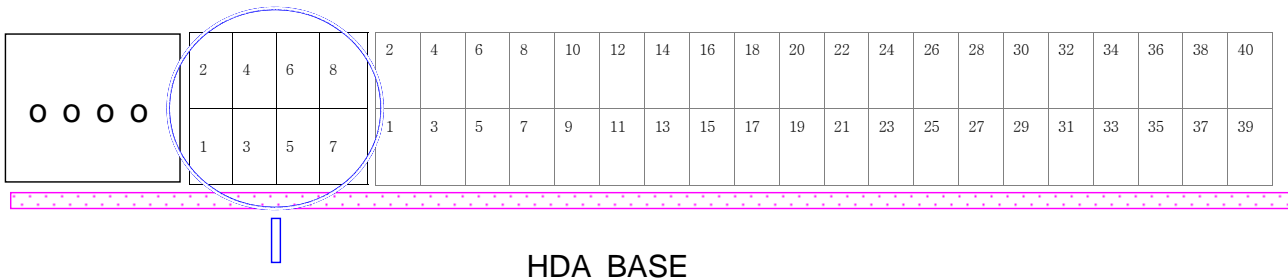 2 4 6 8 10 12 14 16 18 20 22 24 26 28 30 32 34 36 38 40
2 4 6 8
o o o o
1 3 5 7 9 11 13 15 17 19 21 23 25 27 29 31 33 35 37 39
1 3 5 7
HDA BASE